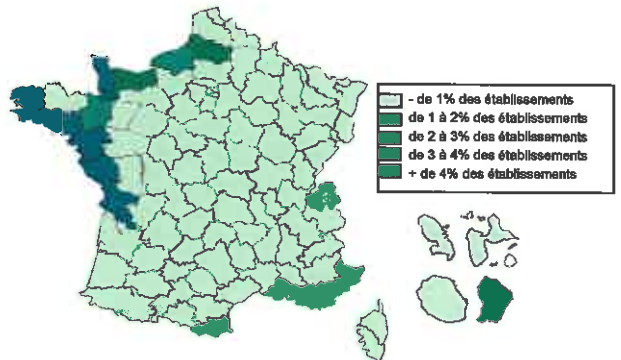 - de 1% des établissements
de 1 à 2% des établissements
de 2 à 3% des établissements
de 3 à 4% des établissements
+ de 4% des établissements